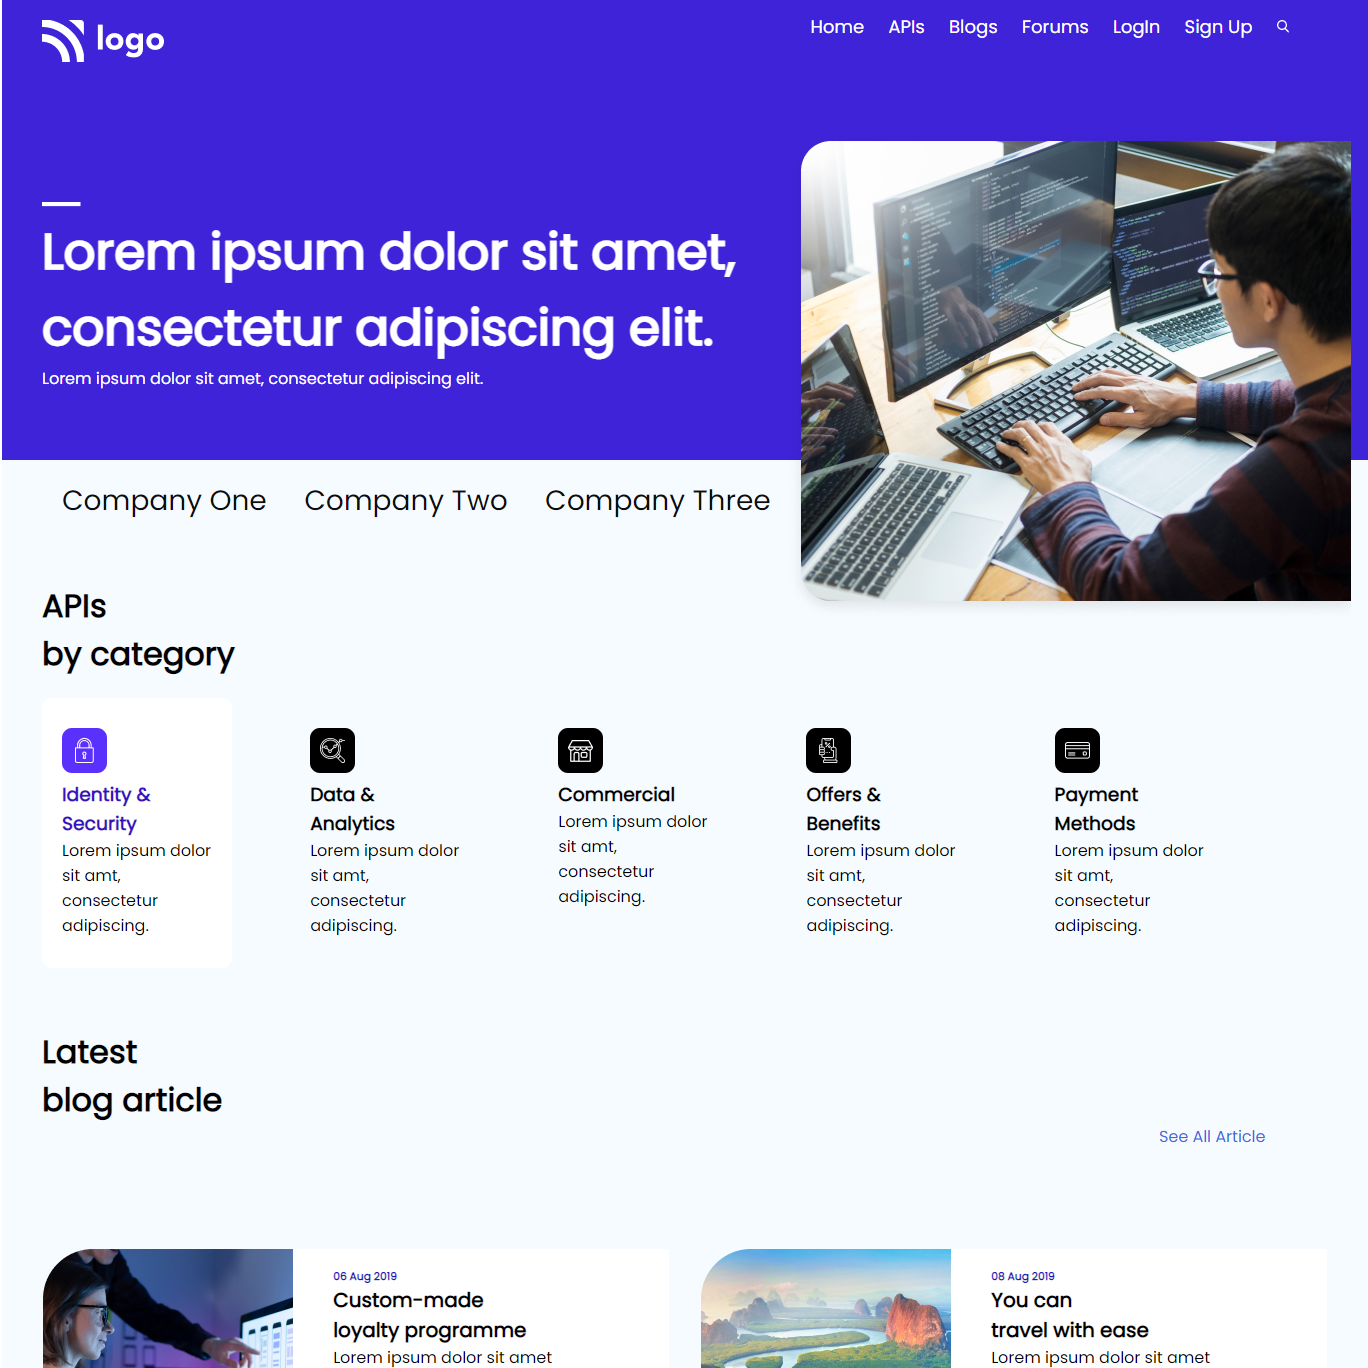 logo
Home APIs Blogs Forums LogIn Sign Up
Lorem ipsum dolor sit amet,
consectetur adipiscing elit.
Lorem ipsum dolor sit amet, consectetur adipiscing elit.
Company One Company Two Company Three
APIs
by category
Identity &
Security
Lorem ipsum dolor
sit amt,
consectetur
adipiscing.
Data &
Analytics
Lorem ipsum dolor
sit amt,
consectetur
adipiscing.
Commercial
Lorem ipsum dolor
sit amt,
consectetur
adipiscing.
Offers &
Benefits
Lorem ipsum dolor
sit amt,
consectetur
adipiscing.
Payment
Methods
Lorem ipsum dolor
sit amt,
consectetur
adipiscing.
Latest
blog article
See All Article
06 Aug 2019
Custom-made
loyalty programme
Lorem ipsum dolor sit amet
08 Aug 2019
You can
travel with ease
Lorem ipsum dolor sit amet